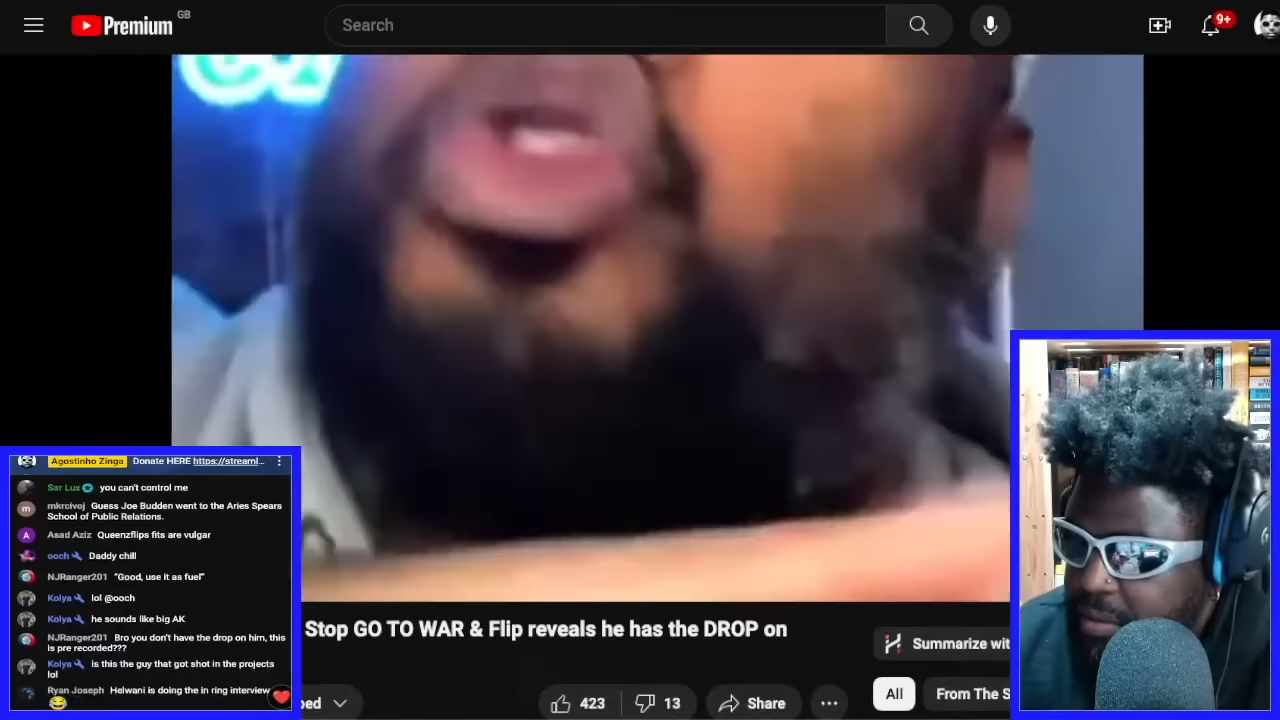 Premium GB
Search
9+
Agostinho Zinga Donate HERE https://streaml...
Sar Lux you can't control me
mkrcivoj Guess Joe Budden went to the Aries Spears
School of Public Relations.
Asad Aziz Queenzflips fits are vulgar
ooch Daddy chill
NJRanger201 "Good, use it as fuel"
Kolya lol @ooch
Kolya he sounds like big AK
NJRanger201 Bro you don't have the drop on him, this
is pre recorded???
Kolya is this the guy that got shot in the projects
lol
Ryan Joseph Helwani is doing the in ring interview
Stop GO TO WAR & Flip reveals he has the DROP on
Summarize wit
bed
423
13
Share
All
From The S